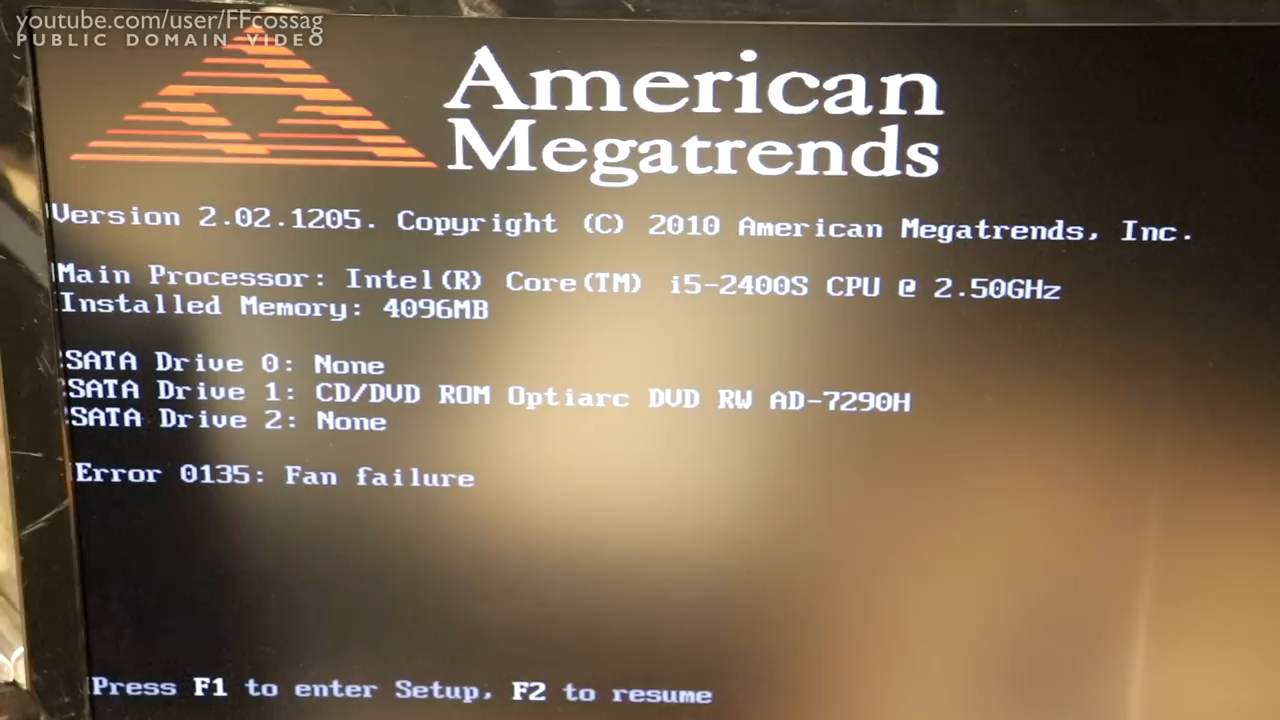 youtube.com/user/FFcossag
PUBLIC DOMAIN VIDEO
American
Megatrends
Version 2.02.1205. Copyright (C) 2010 American Megatrends, Inc.
Main Processor: Intel(R) Core(TM) i5-2400S CPU @ 2.50GHz
Installed Memory: 4096MB
SATA Drive 0: None
SATA Drive 1: CD/DVD ROM Optiarc DVD RW AD-7290H
SATA Drive 2: None
Error 0135: Fan failure
Press F1 to enter Setup, F2 to resume